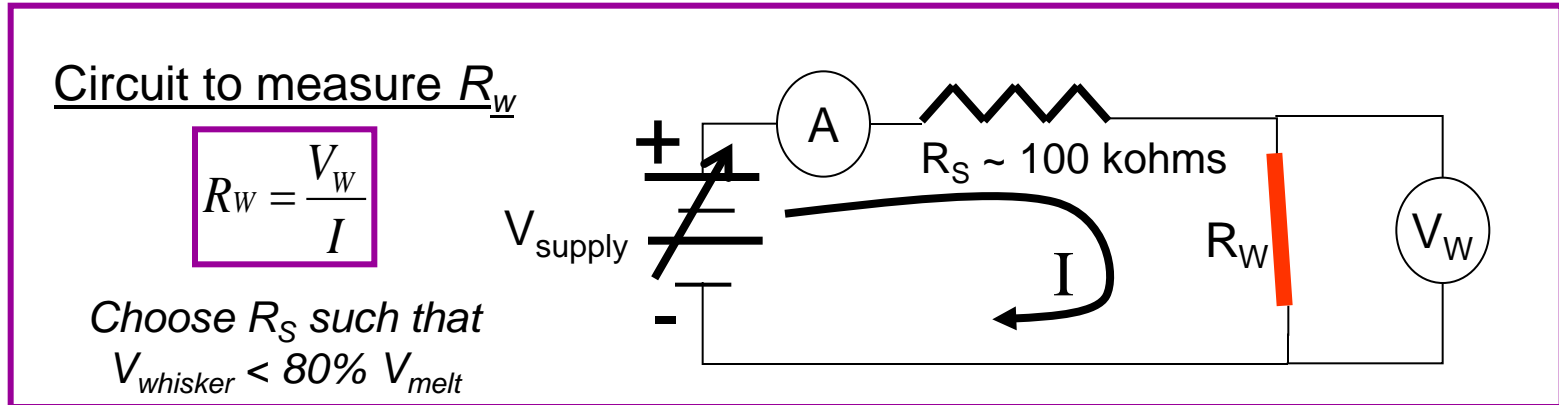 Circuit to measure R_w
R_W = V_W / I
Choose R_S such that
V_whisker < 80% V_melt
+
A
R_S ~ 100 kohms
V_supply
I
R_W
V_W
-